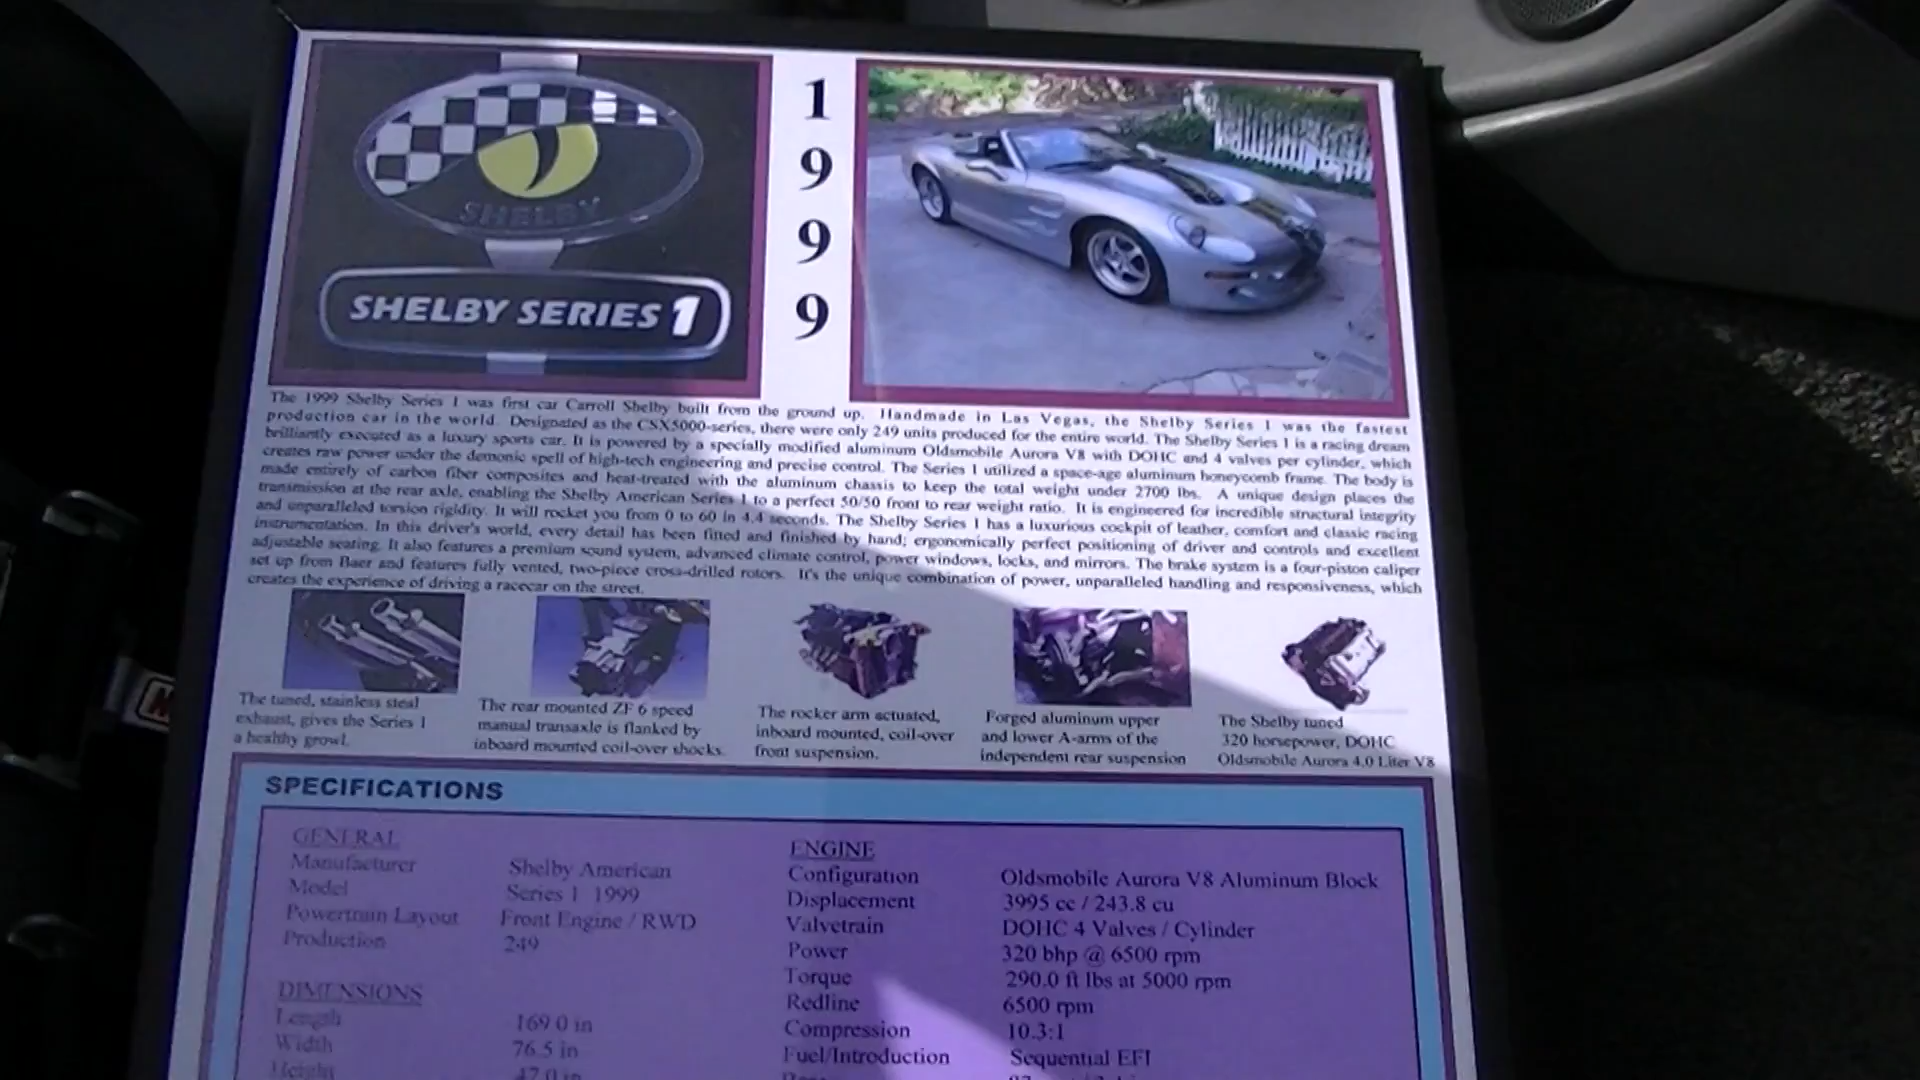 SHELBY
SHELBY SERIES 1
1
9
9
9
The 1999 Shelby Series 1 was first car Carroll Shelby built from the ground up. Handmade in Las Vegas, the Shelby Series 1 was the fastest
production car in the world. Designated as the CSX5000-series, there were only 249 units produced for the entire world. The Shelby Series 1 is a racing dream
brilliantly executed as a luxury sports car. It is powered by a specially modified aluminum Oldsmobile Aurora V8 with DOHC and 4 valves per cylinder, which
creates raw power under the demonic spell of high-tech engineering and precise control. The Series 1 utilized a space-age aluminum honeycomb frame. The body is
made entirely of carbon fiber composites and heat-treated with the aluminum chassis to keep the total weight under 2700 lbs. A unique design places the
transmission at the rear axle, enabling the Shelby American Series 1 to a perfect 50/50 front to rear weight ratio. It is engineered for incredible structural integrity
and unparalleled torsion rigidity. It will rocket you from 0 to 60 in 4.4 seconds. The Shelby Series 1 has a luxurious cockpit of leather, comfort and classic racing
instrumentation. In this driver's world, every detail has been fitted and finished by hand; ergonomically perfect positioning of driver and controls and excellent
adjustable seating. It also features a premium sound system, advanced climate control, power windows, locks, and mirrors. The brake system is a four-piston caliper
set up from Baer and features fully vented, two-piece cross-drilled rotors. It's the unique combination of power, unparalleled handling and responsiveness, which
creates the experience of driving a racecar on the street.
The tuned, stainless steal
exhaust, gives the Series 1
a healthy growl.
The rear mounted ZF 6 speed
manual transaxle is flanked by
inboard mounted coil-over shocks.
The rocker arm actuated,
inboard mounted, coil-over
front suspension.
Forged aluminum upper
and lower A-arms of the
independent rear suspension
The Shelby tuned
320 horsepower, DOHC
Oldsmobile Aurora 4.0 Liter V8
SPECIFICATIONS
GENERAL
Manufacturer Shelby American
Model Series 1 1999
Powertrain Layout Front Engine / RWD
Production 249
DIMENSIONS
Length 169.0 in
Width 76.5 in
Height 47.0 in
ENGINE
Configuration Oldsmobile Aurora V8 Aluminum Block
Displacement 3995 cc / 243.8 cu
Valvetrain DOHC 4 Valves / Cylinder
Power 320 bhp @ 6500 rpm
Torque 290.0 ft lbs at 5000 rpm
Redline 6500 rpm
Compression 10.3:1
Fuel/Introduction Sequential EFI